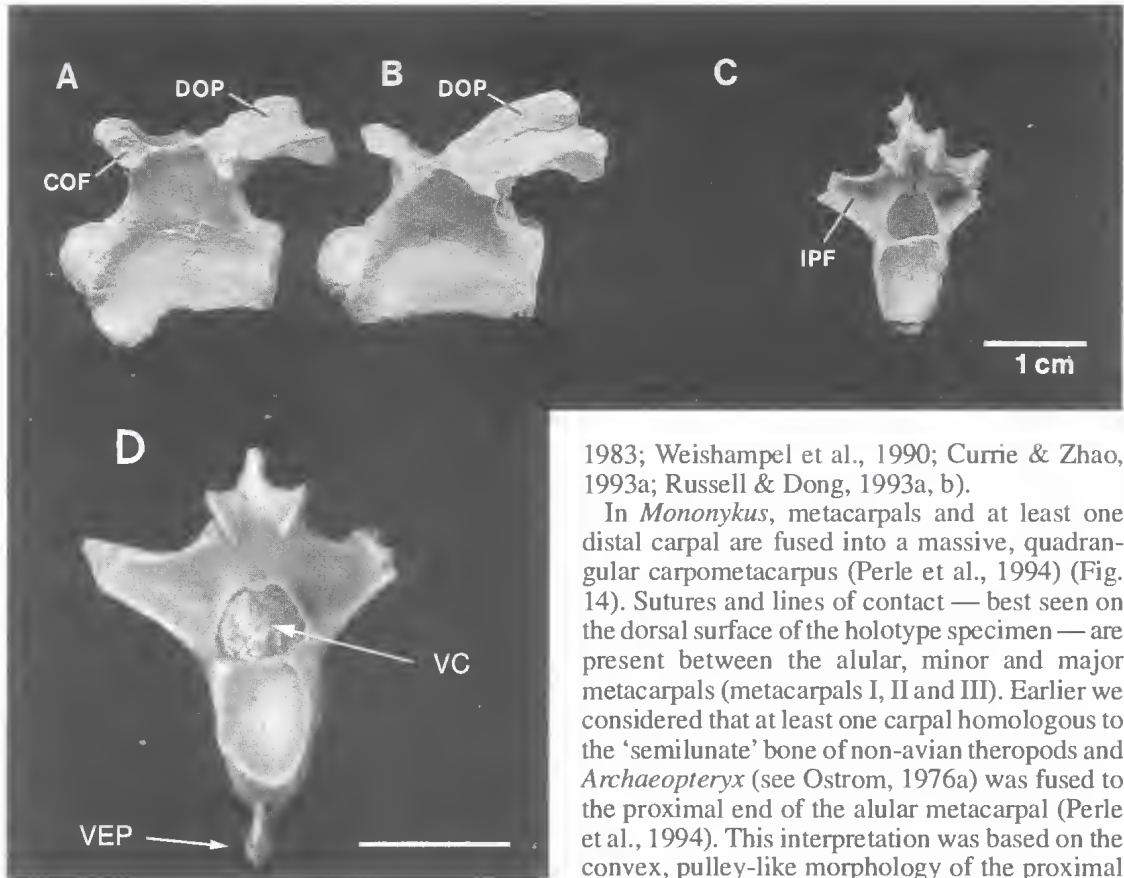 A
DOP
B
DOP
C
COF
IPF
1 cm
D
VC
VEP
1983; Weishampel et al., 1990; Currie & Zhao,
1993a; Russell & Dong, 1993a, b).
In Mononykus, metacarpals and at least one
distal carpal are fused into a massive, quadran-
gular carpometacarpus (Perle et al., 1994) (Fig.
14). Sutures and lines of contact — best seen on
the dorsal surface of the holotype specimen — are
present between the alular, minor and major
metacarpals (metacarpals I, II and III). Earlier we
considered that at least one carpal homologous to
the ‘semilunate’ bone of non-avian theropods and
Archaeopteryx (see Ostrom, 1976a) was fused to
the proximal end of the alular metacarpal (Perle
et al., 1994). This interpretation was based on the
convex, pulley-like morphology of the proximal